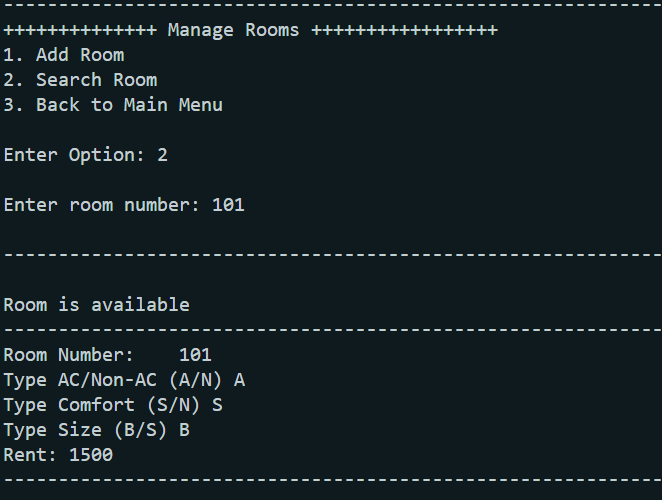 ------------------------------------------------------------
++++++++++++++ Manage Rooms +++++++++++++++++
1. Add Room
2. Search Room
3. Back to Main Menu
Enter Option: 2
Enter room number: 101
------------------------------------------------------------
Room is available
------------------------------------------------------------
Room Number:    101
Type AC/Non-AC (A/N) A
Type Comfort (S/N) S
Type Size (B/S) B
Rent: 1500
------------------------------------------------------------